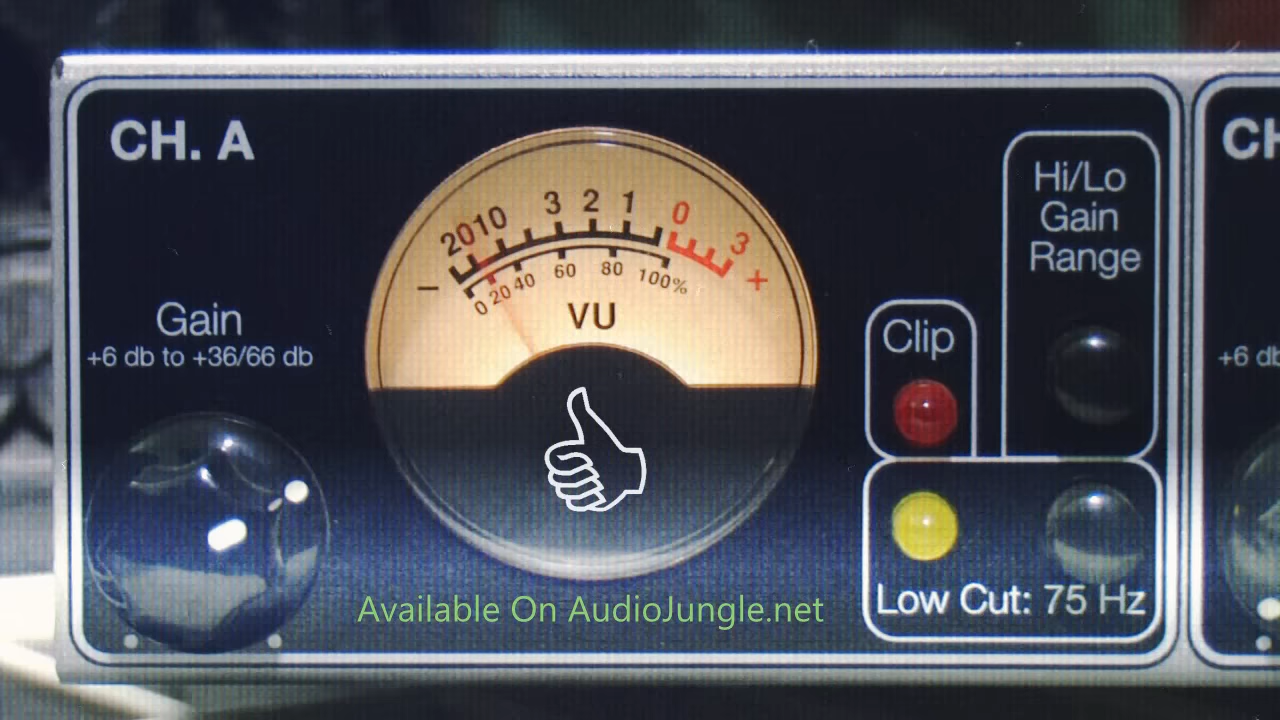 CH. A
CH
− 20 10 3 2 1 0 3 +
0 20 40 60 80 100%
VU
Hi/Lo
Gain
Range
Gain
+6 db to +36/66 db
Clip
+6 db
Low Cut: 75 Hz
Available On AudioJungle.net